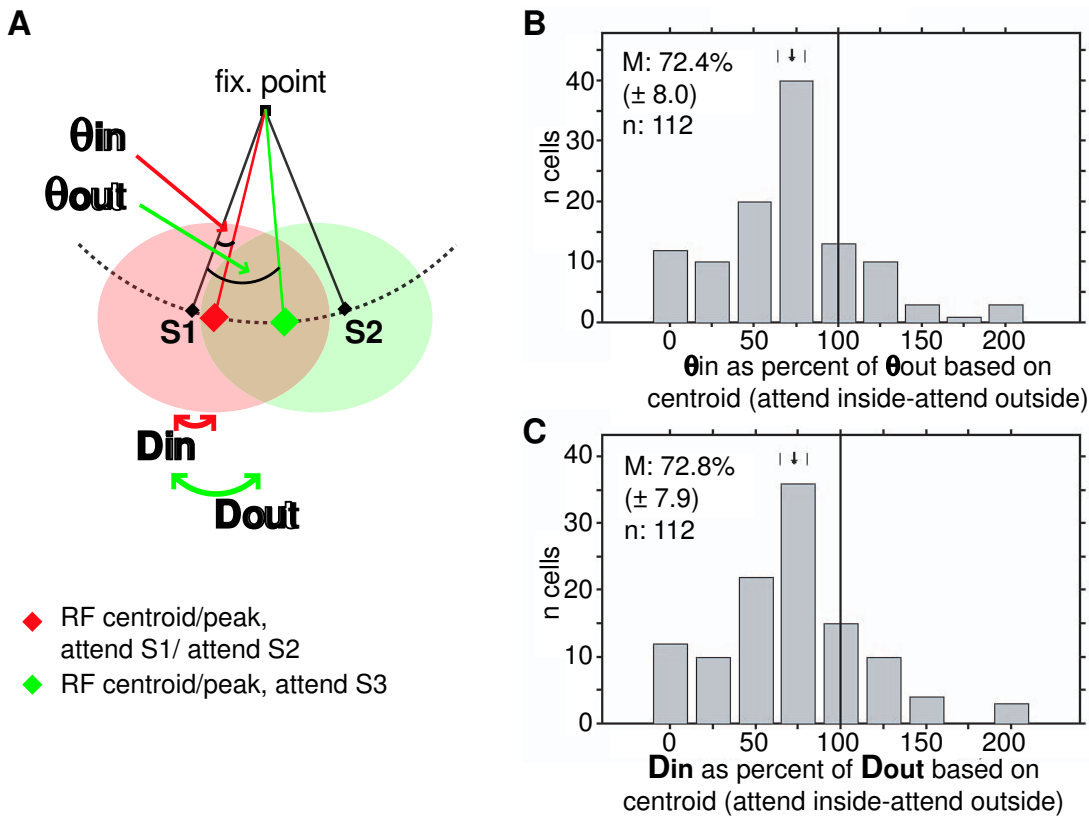 A
fix. point
θin
θout
S1
S2
Din
Dout
RF centroid/peak,
attend S1/ attend S2
RF centroid/peak, attend S3
B
M: 72.4%
(± 8.0)
n: 112
n cells
40
30
20
10
0
0 50 100 150 200
θin as percent of θout based on
centroid (attend inside-attend outside)
C
M: 72.8%
(± 7.9)
n: 112
n cells
40
30
20
10
0
0 50 100 150 200
Din as percent of Dout based on
centroid (attend inside-attend outside)